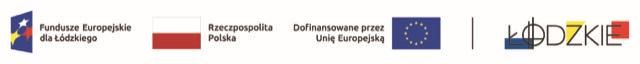 Fundusze Europejskie
dla Łódzkiego
Rzeczpospolita
Polska
Dofinansowane przez
Unię Europejską
ŁÓDZKIE